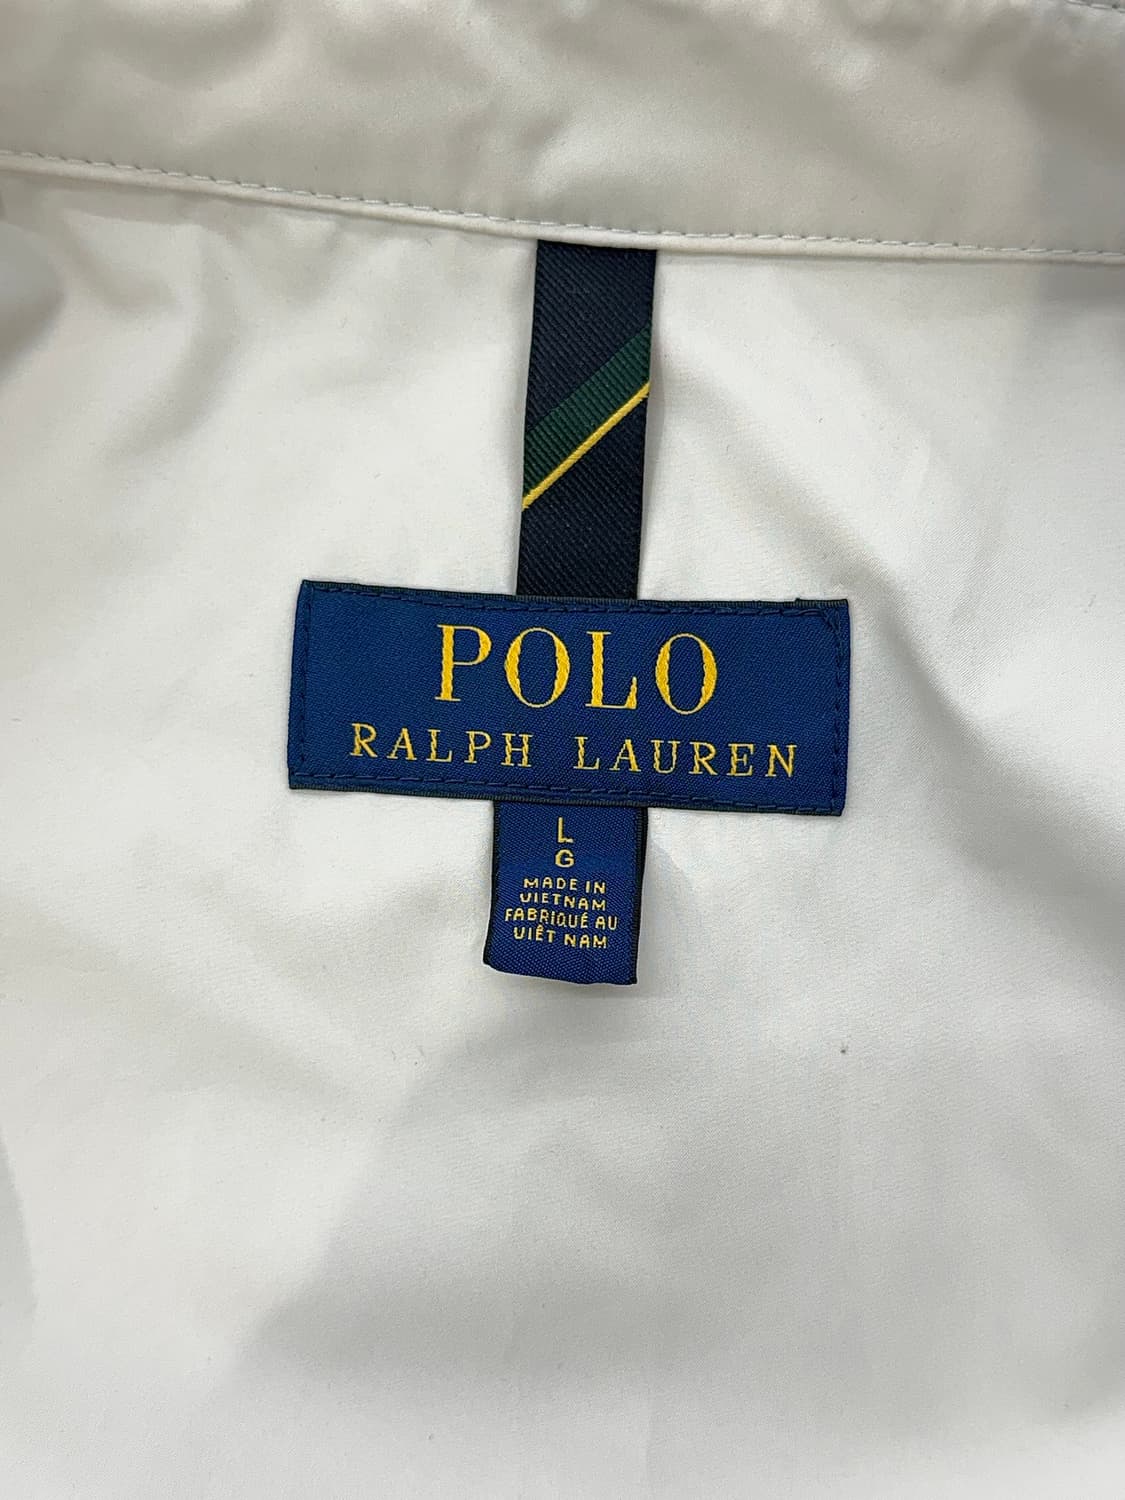 POLO
RALPH LAUREN
L
G
MADE IN
VIETNAM
FABRIQUÉ AU
VIÊT NAM